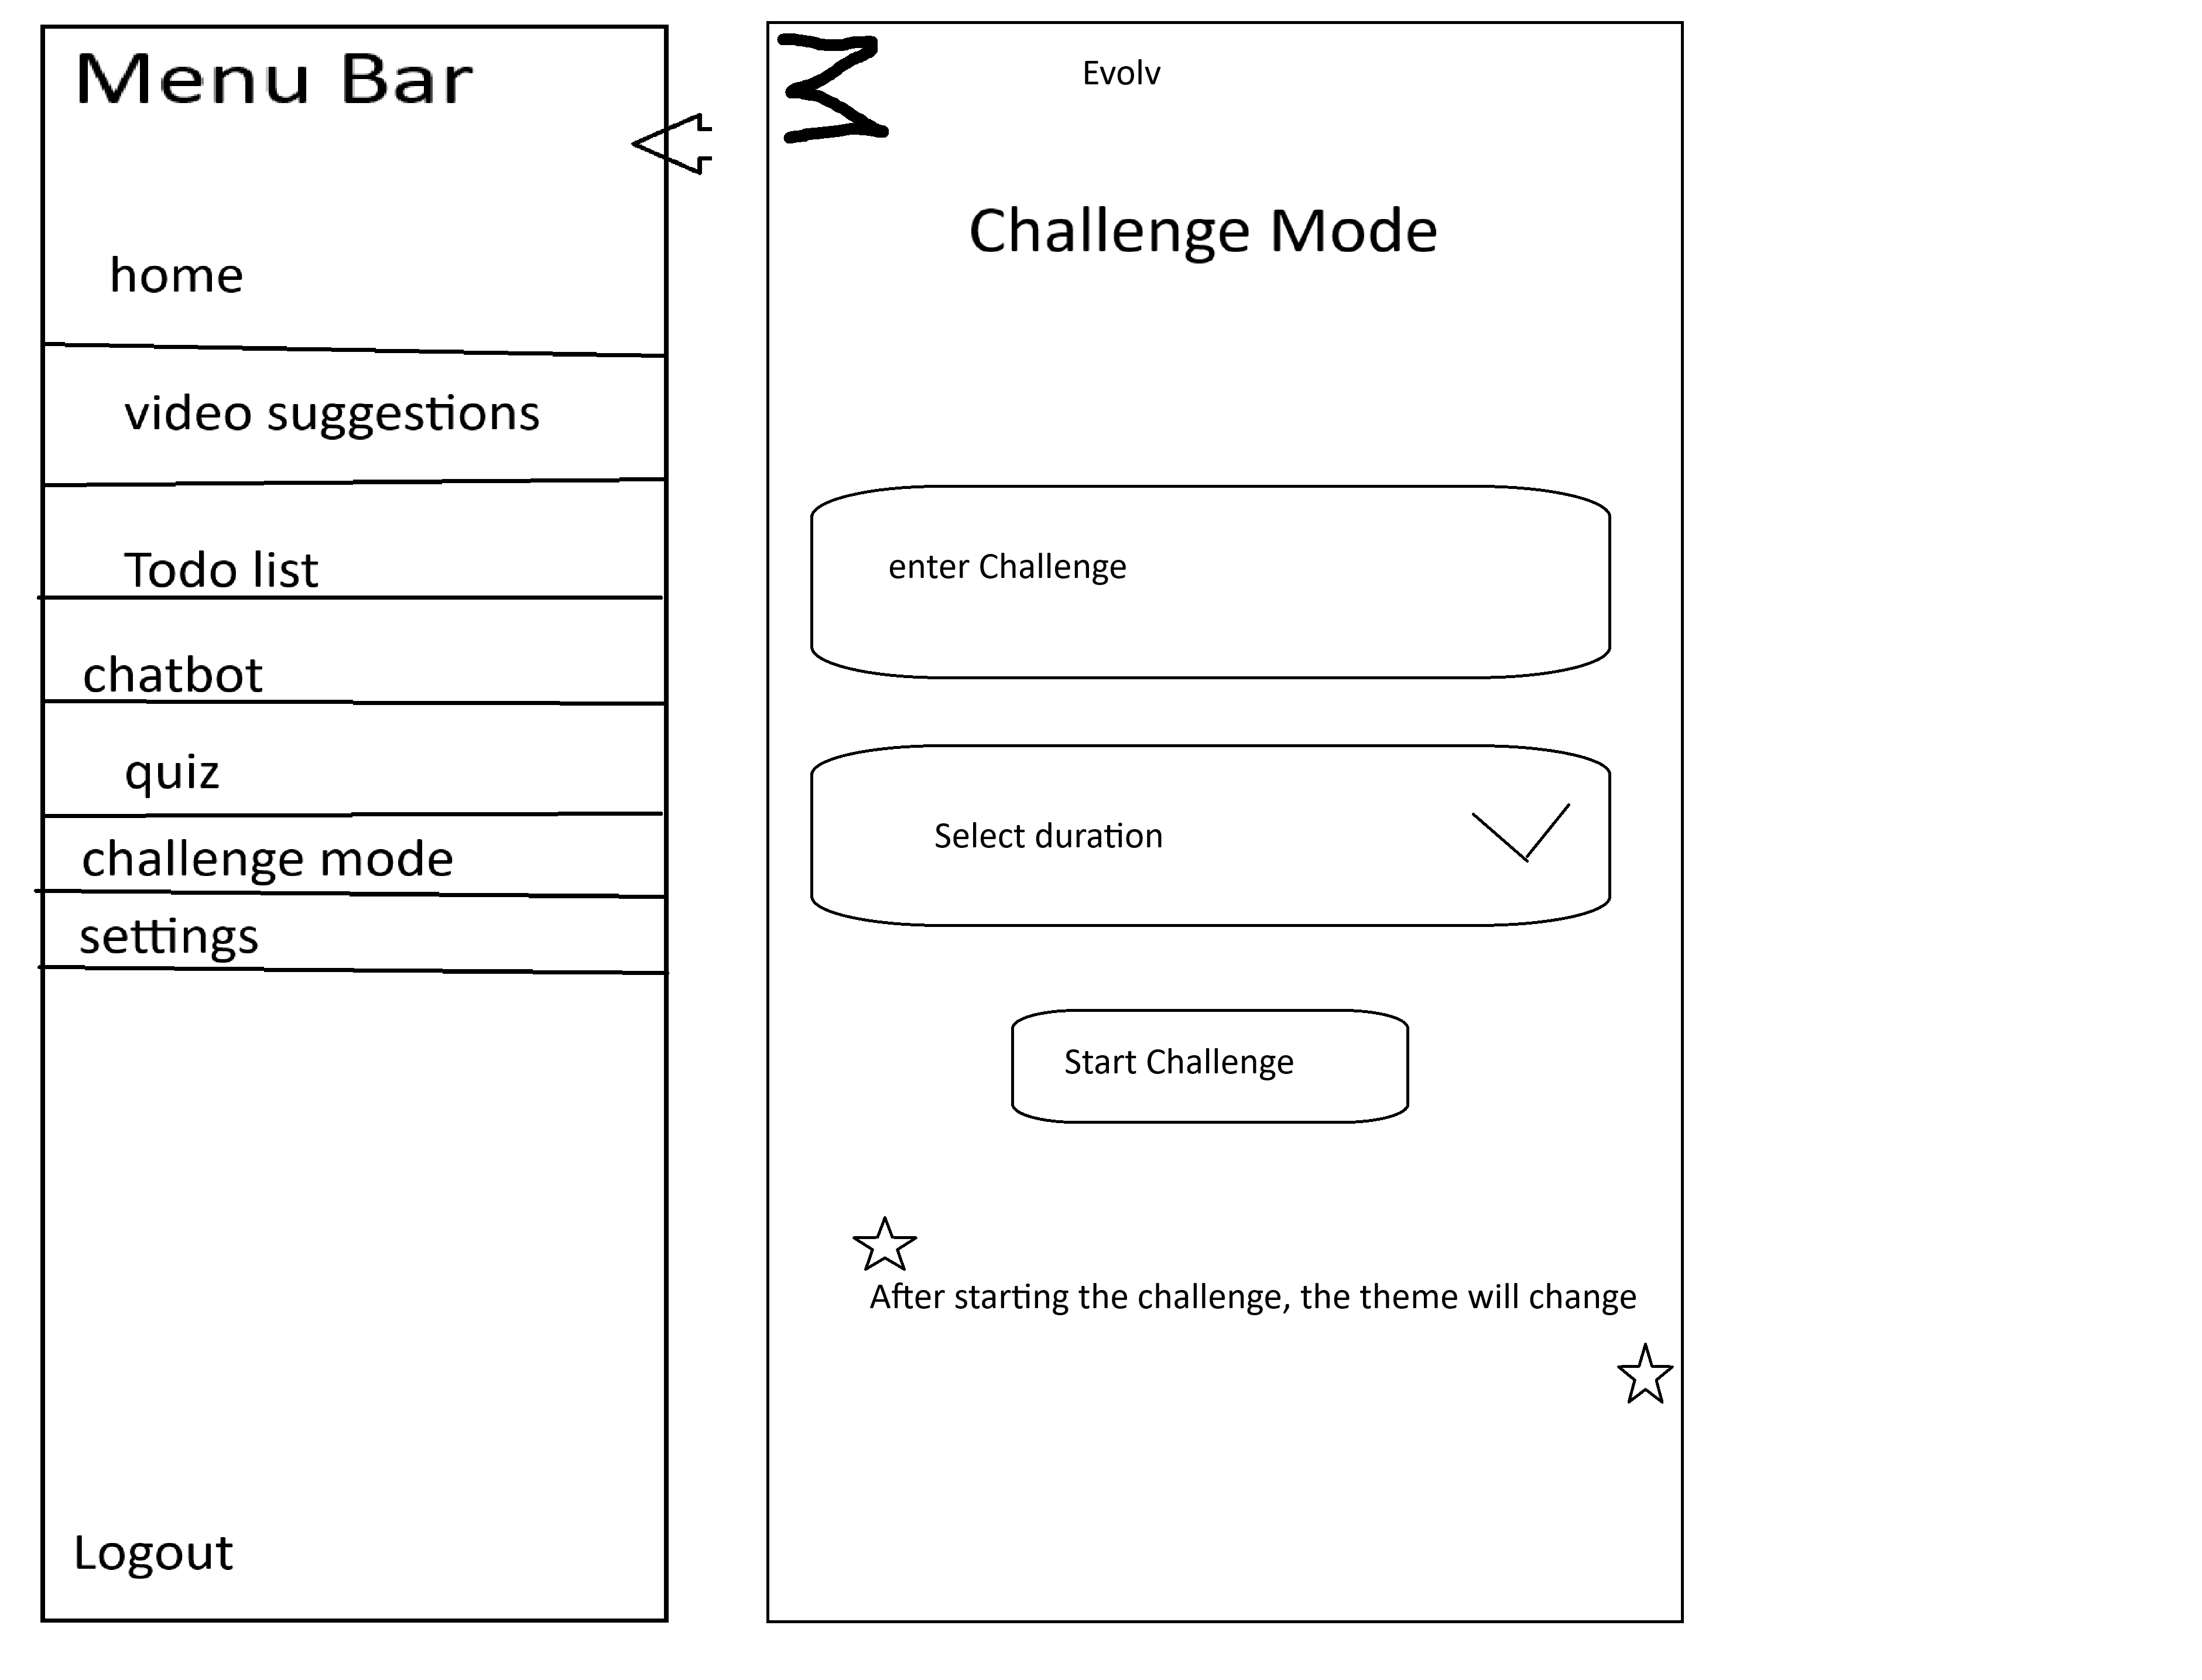 Menu Bar
home
video suggestions
Todo list
chatbot
quiz
challenge mode
settings
Logout
Evolv
Challenge Mode
enter Challenge
Select duration
Start Challenge
After starting the challenge, the theme will change